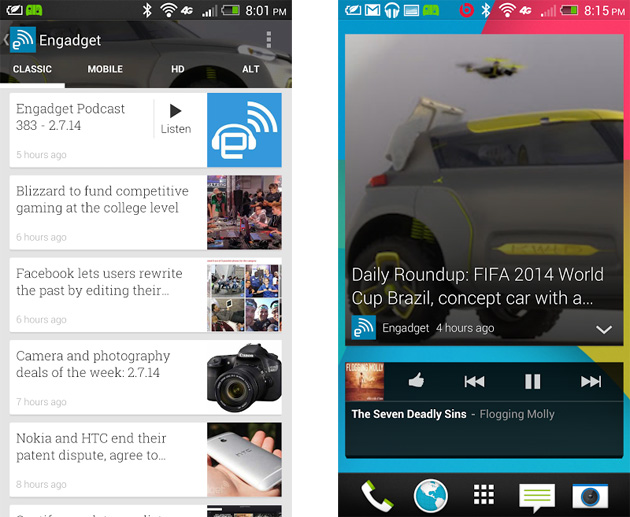 4G 8:01 PM
Engadget
CLASSIC MOBILE HD ALT
Engadget Podcast
383 - 2.7.14
Listen
5 hours ago
Blizzard to fund competitive
gaming at the college level
6 hours ago
Facebook lets users rewrite
the past by editing their...
6 hours ago
Camera and photography
deals of the week: 2.7.14
7 hours ago
Nokia and HTC end their
patent dispute, agree to...
8 hours ago
hTC
4G 8:15 PM
Daily Roundup: FIFA 2014 World
Cup Brazil, concept car with a...
Engadget 4 hours ago
FLOGGING MOLLY
The Seven Deadly Sins - Flogging Molly